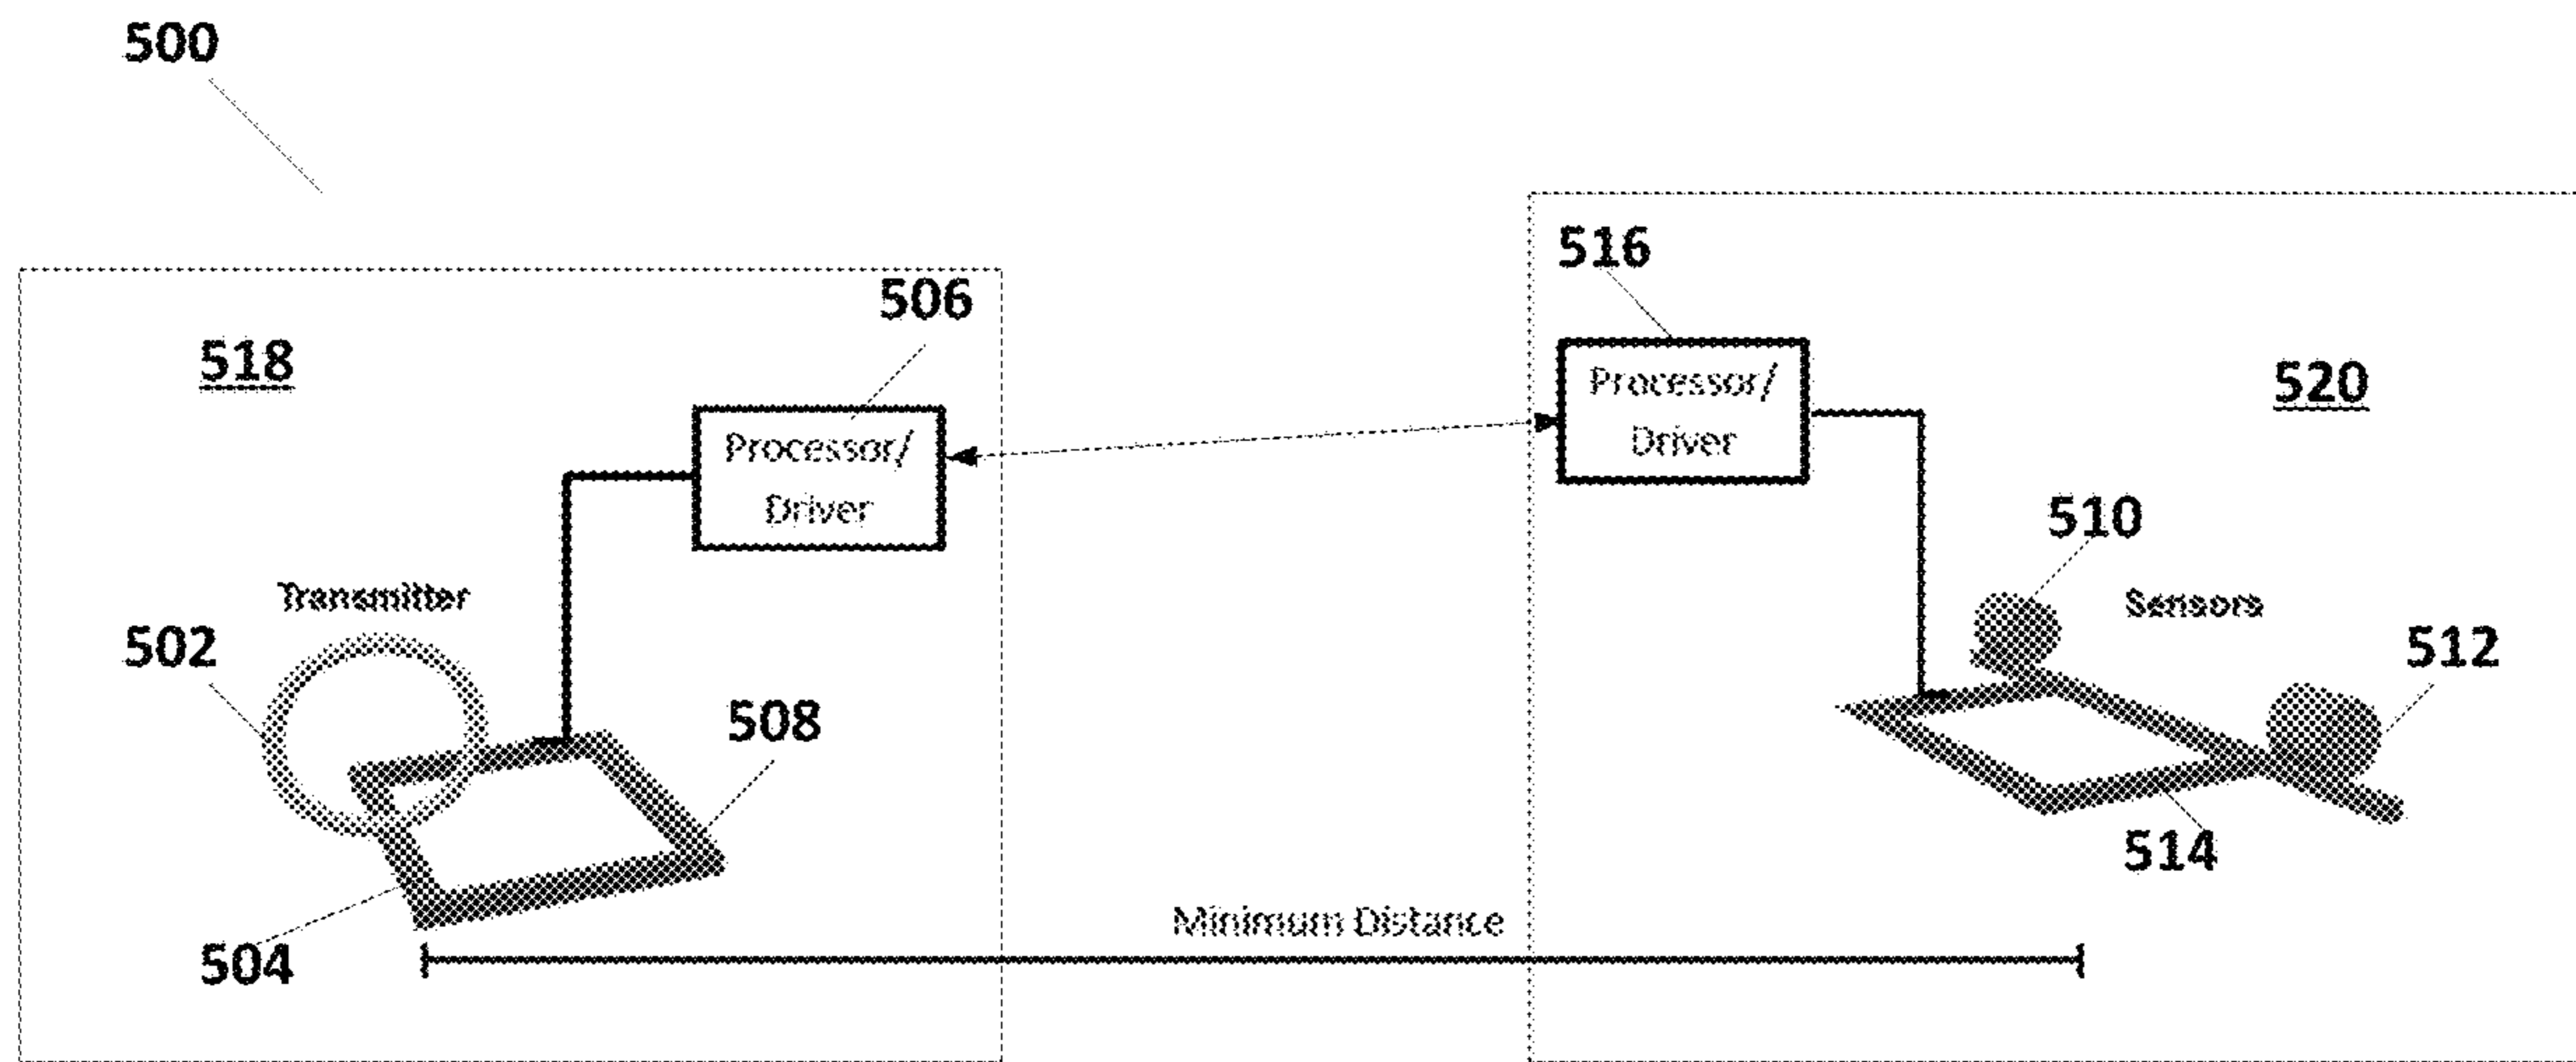 500
516
506
518
Processor/
Driver
520
Processor/
Driver
510
Transmitter
Sensors
502
512
508
514
Minimum Distance
504